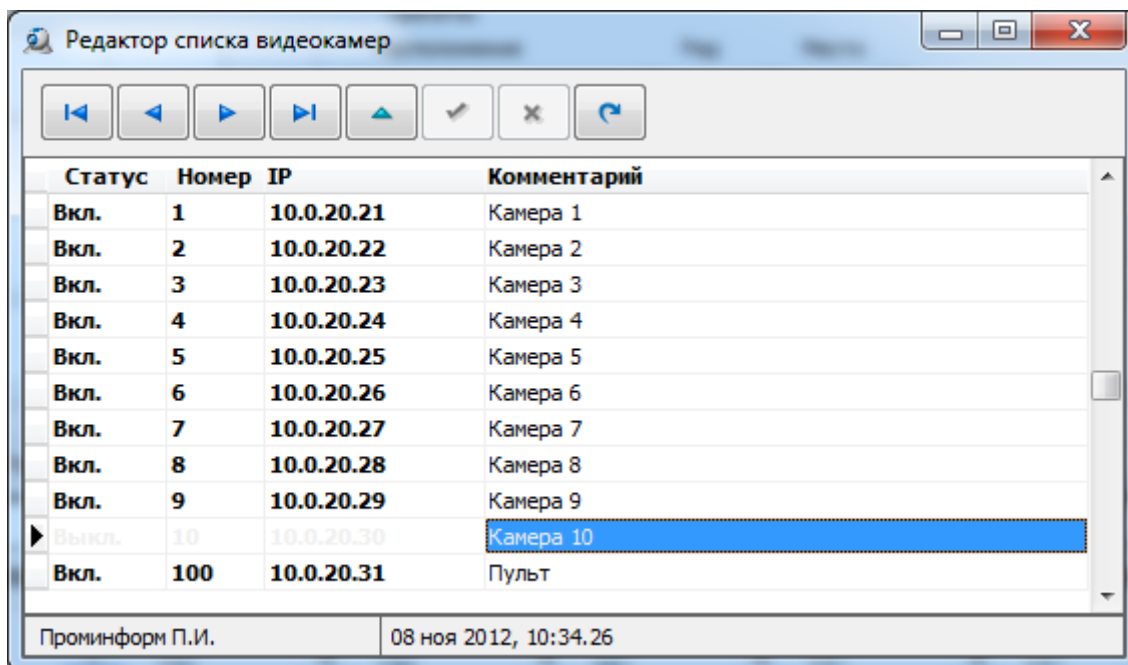 Редактор списка видеокамер
Статус Номер IP Комментарий
Вкл. 1 10.0.20.21 Камера 1
Вкл. 2 10.0.20.22 Камера 2
Вкл. 3 10.0.20.23 Камера 3
Вкл. 4 10.0.20.24 Камера 4
Вкл. 5 10.0.20.25 Камера 5
Вкл. 6 10.0.20.26 Камера 6
Вкл. 7 10.0.20.27 Камера 7
Вкл. 8 10.0.20.28 Камера 8
Вкл. 9 10.0.20.29 Камера 9
Выкл. 10 10.0.20.30 Камера 10
Вкл. 100 10.0.20.31 Пульт
Проминформ П.И. 08 ноя 2012, 10:34.26